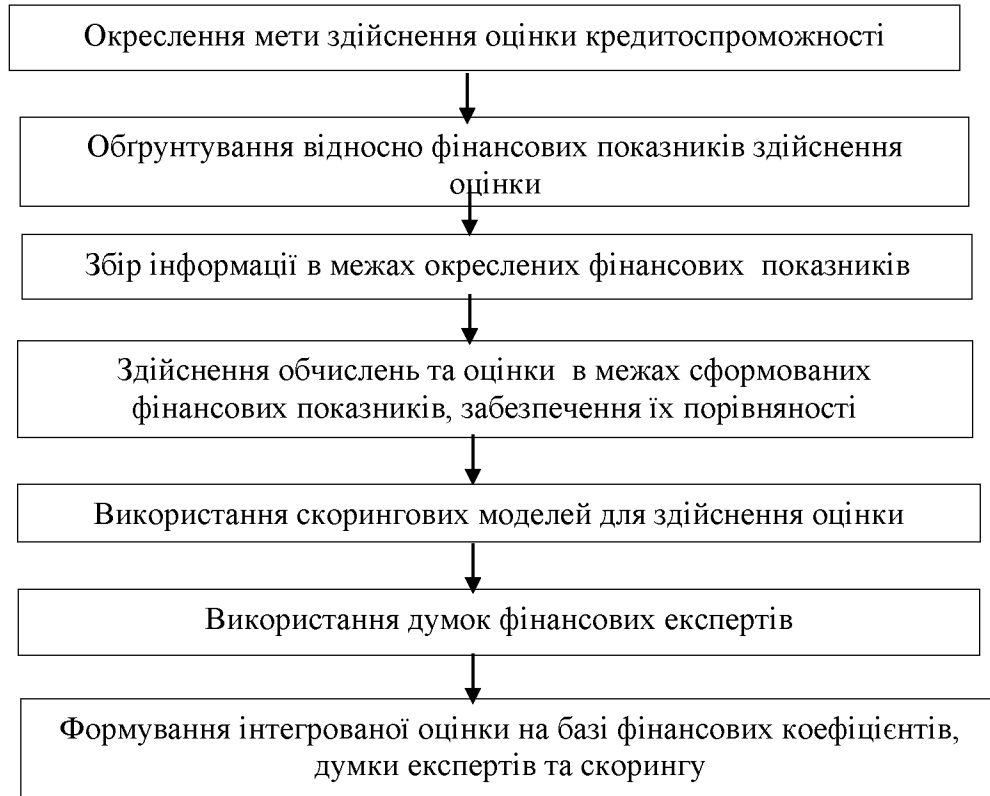 Окреслення мети здійснення оцінки кредитоспроможності
Обґрунтування відносно фінансових показників здійснення
оцінки
Збір інформації в межах окреслених фінансових показників
Здійснення обчислень та оцінки в межах сформованих
фінансових показників, забезпечення їх порівняності
Використання скорингових моделей для здійснення оцінки
Використання думок фінансових експертів
Формування інтегрованої оцінки на базі фінансових коефіцієнтів,
думки експертів та скорингу